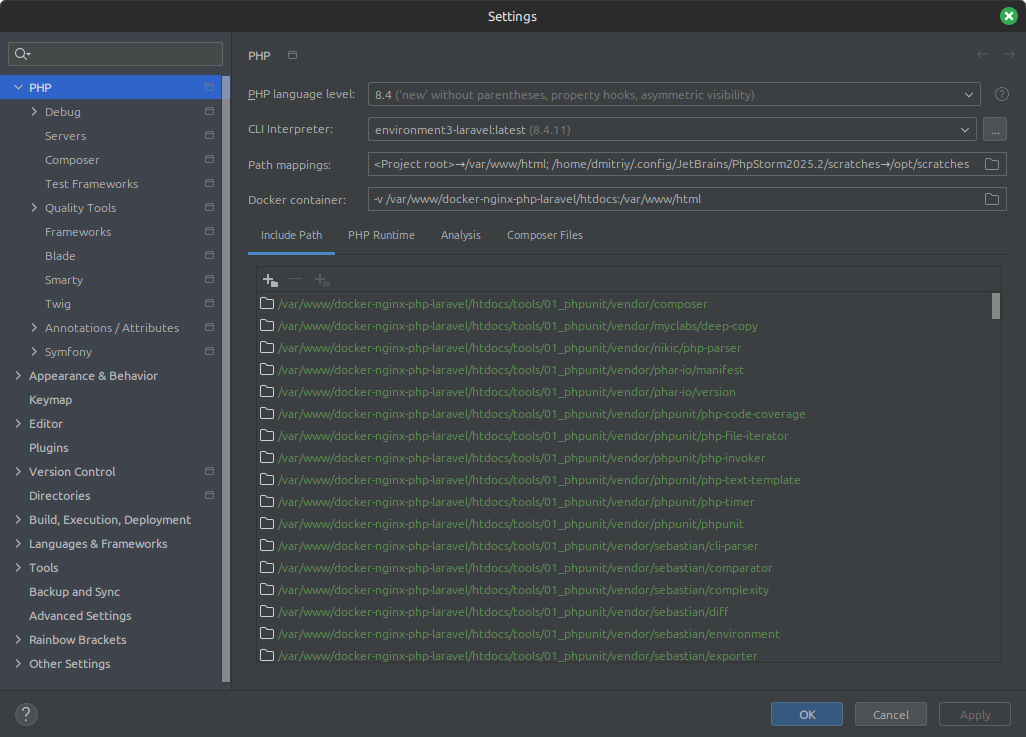 Settings
PHP
Debug
Servers
Composer
Test Frameworks
Quality Tools
Frameworks
Blade
Smarty
Twig
Annotations / Attributes
Symfony
Appearance & Behavior
Keymap
Editor
Plugins
Version Control
Directories
Build, Execution, Deployment
Languages & Frameworks
Tools
Backup and Sync
Advanced Settings
Rainbow Brackets
Other Settings
PHP
PHP language level: 8.4 ('new' without parentheses, property hooks, asymmetric visibility)
CLI Interpreter: environment3-laravel:latest (8.4.11) ...
Path mappings: <Project root>→/var/www/html; /home/dmitriy/.config/JetBrains/PhpStorm2025.2/scratches→/opt/scratches
Docker container: -v /var/www/docker-nginx-php-laravel/htdocs:/var/www/html
Include Path PHP Runtime Analysis Composer Files
/var/www/docker-nginx-php-laravel/htdocs/tools/01_phpunit/vendor/composer
/var/www/docker-nginx-php-laravel/htdocs/tools/01_phpunit/vendor/myclabs/deep-copy
/var/www/docker-nginx-php-laravel/htdocs/tools/01_phpunit/vendor/nikic/php-parser
/var/www/docker-nginx-php-laravel/htdocs/tools/01_phpunit/vendor/phar-io/manifest
/var/www/docker-nginx-php-laravel/htdocs/tools/01_phpunit/vendor/phar-io/version
/var/www/docker-nginx-php-laravel/htdocs/tools/01_phpunit/vendor/phpunit/php-code-coverage
/var/www/docker-nginx-php-laravel/htdocs/tools/01_phpunit/vendor/phpunit/php-file-iterator
/var/www/docker-nginx-php-laravel/htdocs/tools/01_phpunit/vendor/phpunit/php-invoker
/var/www/docker-nginx-php-laravel/htdocs/tools/01_phpunit/vendor/phpunit/php-text-template
/var/www/docker-nginx-php-laravel/htdocs/tools/01_phpunit/vendor/phpunit/php-timer
/var/www/docker-nginx-php-laravel/htdocs/tools/01_phpunit/vendor/phpunit/phpunit
/var/www/docker-nginx-php-laravel/htdocs/tools/01_phpunit/vendor/sebastian/cli-parser
/var/www/docker-nginx-php-laravel/htdocs/tools/01_phpunit/vendor/sebastian/comparator
/var/www/docker-nginx-php-laravel/htdocs/tools/01_phpunit/vendor/sebastian/complexity
/var/www/docker-nginx-php-laravel/htdocs/tools/01_phpunit/vendor/sebastian/diff
/var/www/docker-nginx-php-laravel/htdocs/tools/01_phpunit/vendor/sebastian/environment
/var/www/docker-nginx-php-laravel/htdocs/tools/01_phpunit/vendor/sebastian/exporter
? OK Cancel Apply